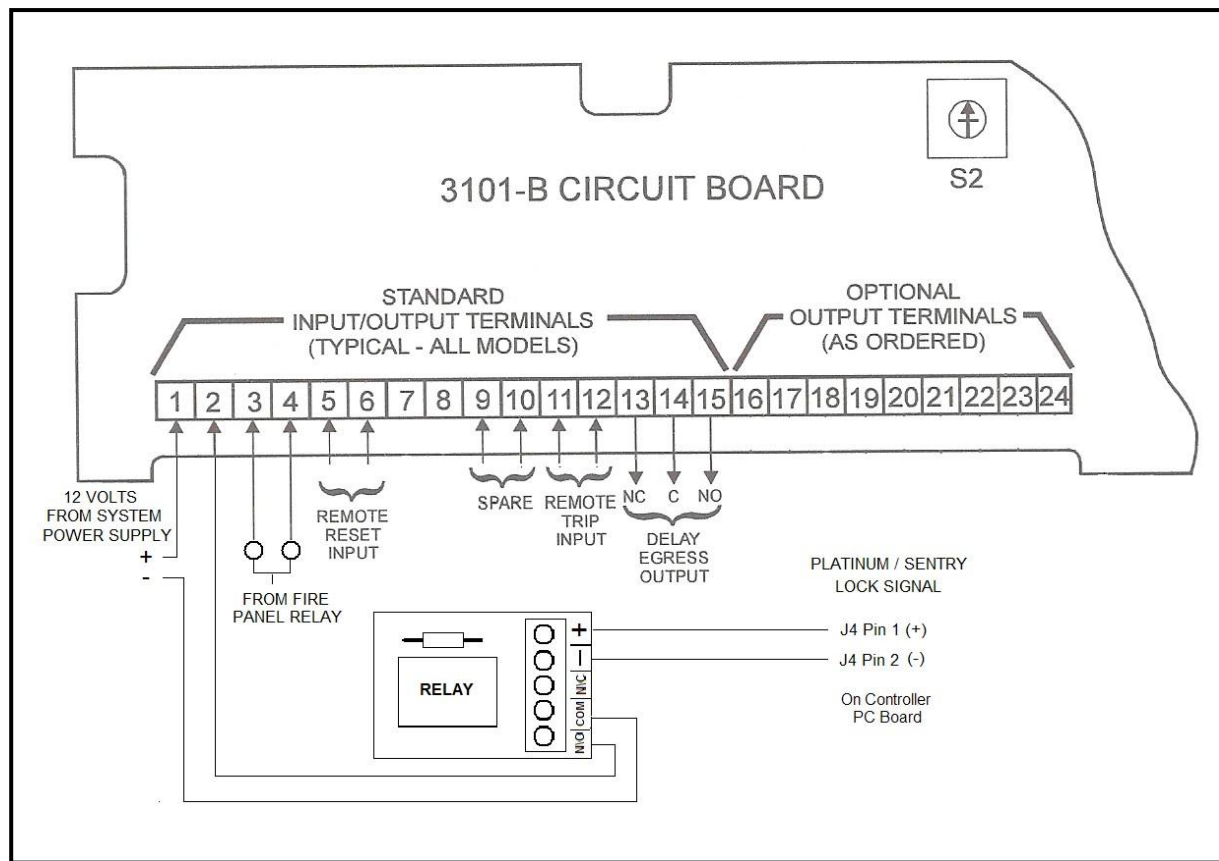 3101-B CIRCUIT BOARD
S2
STANDARD
INPUT/OUTPUT TERMINALS
(TYPICAL - ALL MODELS)
OPTIONAL
OUTPUT TERMINALS
(AS ORDERED)
1 2 3 4 5 6 7 8 9 10 11 12 13 14 15 16 17 18 19 20 21 22 23 24
12 VOLTS
FROM SYSTEM
POWER SUPPLY
+
-
FROM FIRE
PANEL RELAY
REMOTE
RESET
INPUT
SPARE
REMOTE
TRIP
INPUT
NC C NO
DELAY
EGRESS
OUTPUT
PLATINUM / SENTRY
LOCK SIGNAL
J4 Pin 1 (+)
J4 Pin 2 (-)
On Controller
PC Board
RELAY
+
-
N\C
COM
N\O